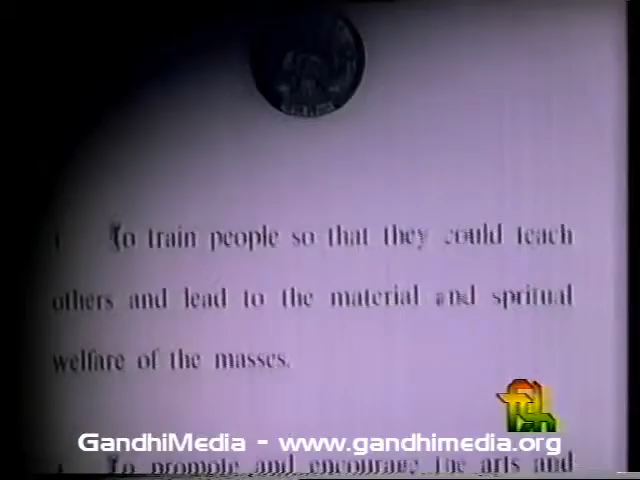 To train people so that they could teach
others and lead to the material and spritual
welfare of the masses.
To promote and encourage the arts and
GandhiMedia - www.gandhimedia.org